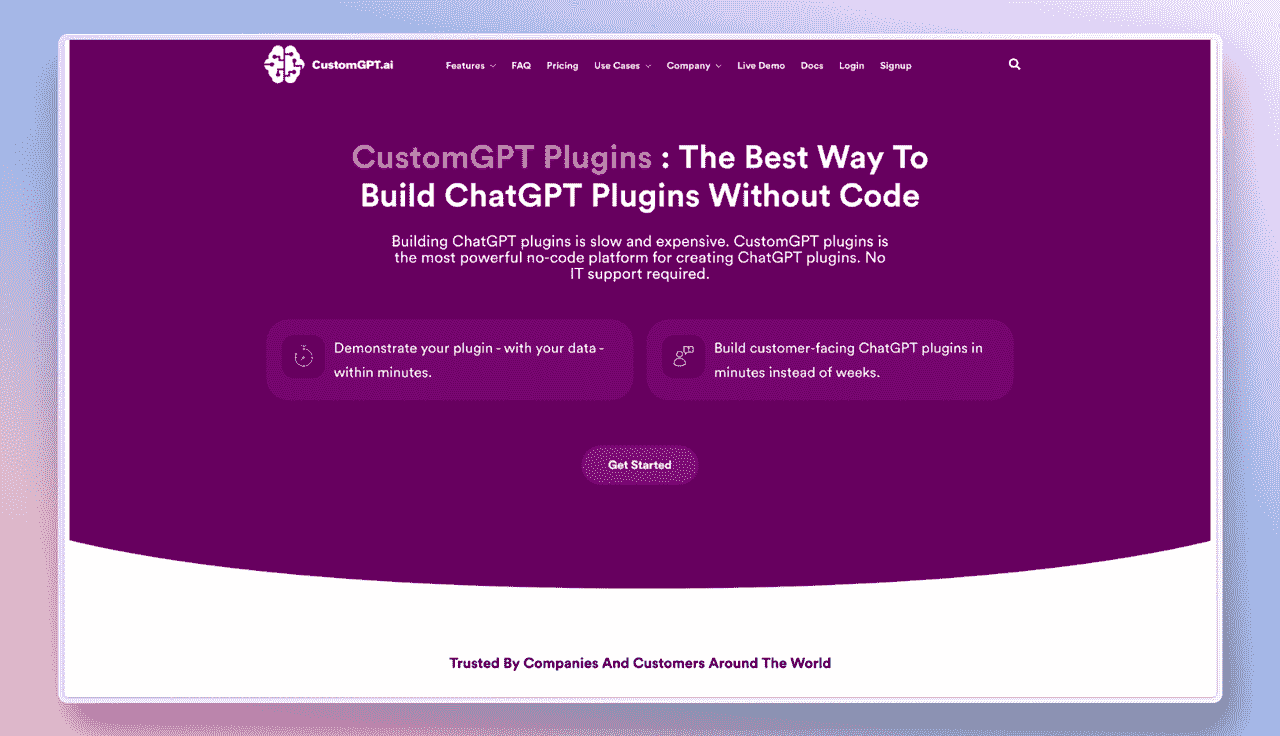 CustomGPT.ai
Features
FAQ
Pricing
Use Cases
Company
Live Demo
Docs
Login
Signup
CustomGPT Plugins : The Best Way To
Build ChatGPT Plugins Without Code
Building ChatGPT plugins is slow and expensive. CustomGPT plugins is
the most powerful no-code platform for creating ChatGPT plugins. No
IT support required.
Demonstrate your plugin - with your data -
within minutes.
Build customer-facing ChatGPT plugins in
minutes instead of weeks.
Get Started
Trusted By Companies And Customers Around The World